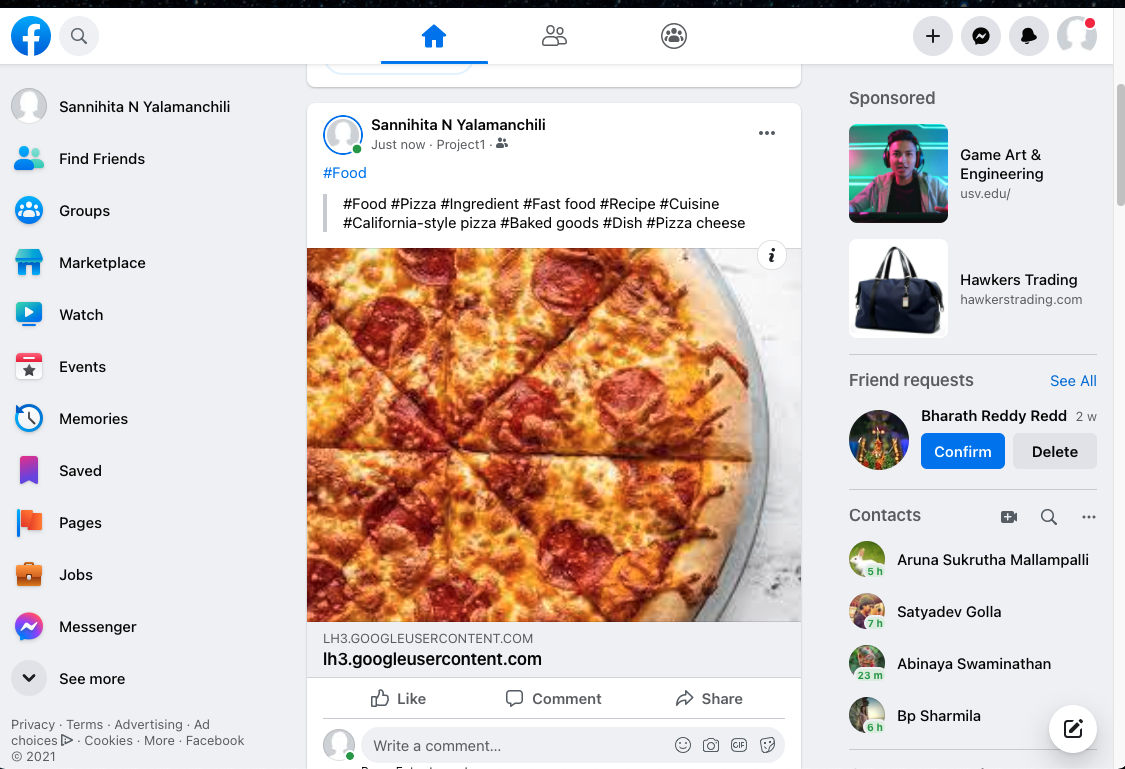 Sannihita N Yalamanchili
Find Friends
Groups
Marketplace
Watch
Events
Memories
Saved
Pages
Jobs
Messenger
See more
Privacy · Terms · Advertising · Ad
choices · Cookies · More · Facebook
© 2021
Sannihita N Yalamanchili
Just now · Project1 ·
#Food
#Food #Pizza #Ingredient #Fast food #Recipe #Cuisine
#California-style pizza #Baked goods #Dish #Pizza cheese
i
LH3.GOOGLEUSERCONTENT.COM
lh3.googleusercontent.com
Like
Comment
Share
Write a comment...
GIF
Sponsored
Game Art &
Engineering
usv.edu/
Hawkers Trading
hawkerstrading.com
Friend requests
See All
Bharath Reddy Redd 2 w
Confirm
Delete
Contacts
5 h
Aruna Sukrutha Mallampalli
7 h
Satyadev Golla
23 m
Abinaya Swaminathan
6 h
Bp Sharmila